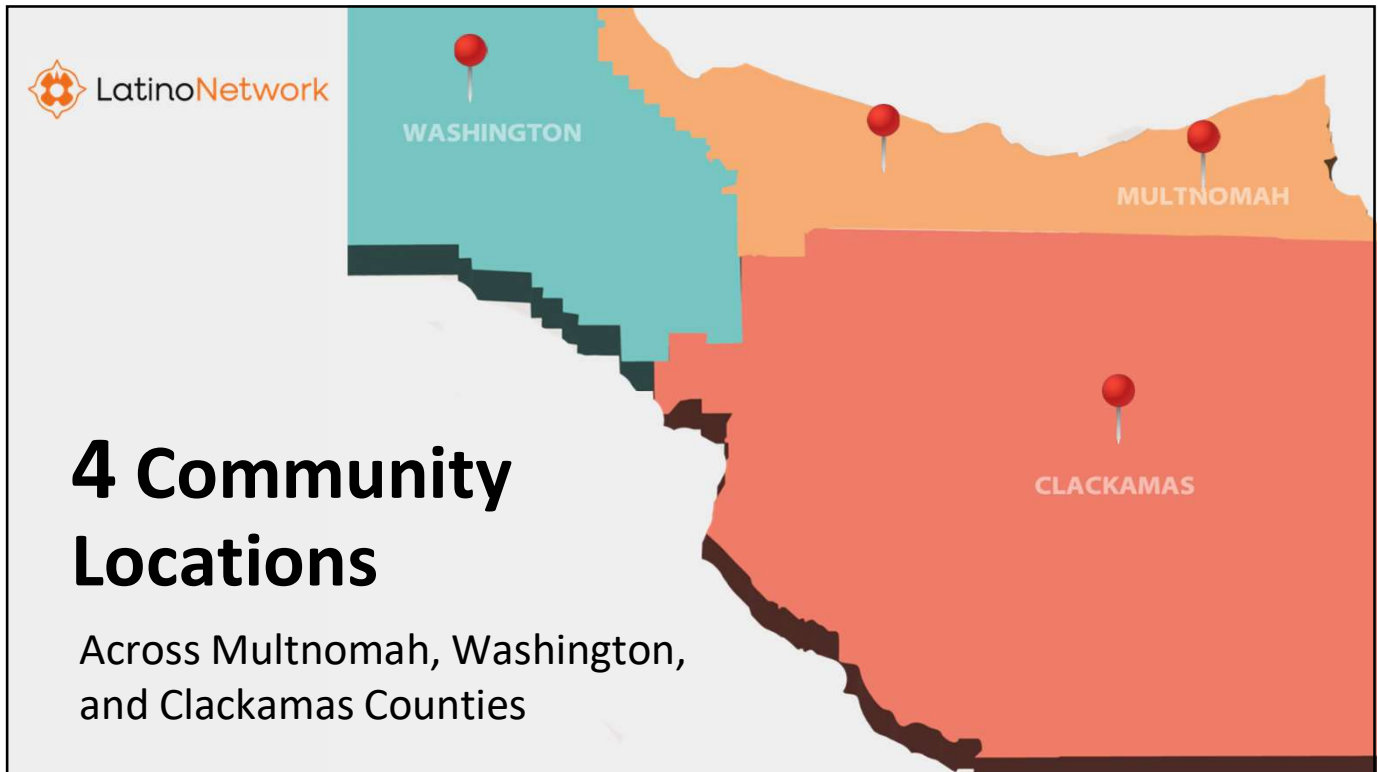 LatinoNetwork
WASHINGTON
MULTNOMAH
CLACKAMAS
4 Community
Locations
Across Multnomah, Washington,
and Clackamas Counties